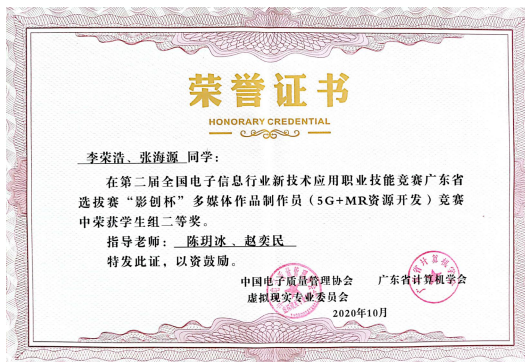 荣誉证书
HONORARY CREDENTIAL
李荣浩、张海源 同学：
在第二届全国电子信息行业新技术应用职业技能竞赛广东省
选拔赛“影创杯”多媒体作品制作员（5G+MR资源开发）竞赛
中荣获学生组二等奖。
指导老师： 陈玥冰、赵奕民
特发此证，以资鼓励。
中国电子质量管理协会 广东省计算机学会
虚拟现实专业委员会
2020年10月